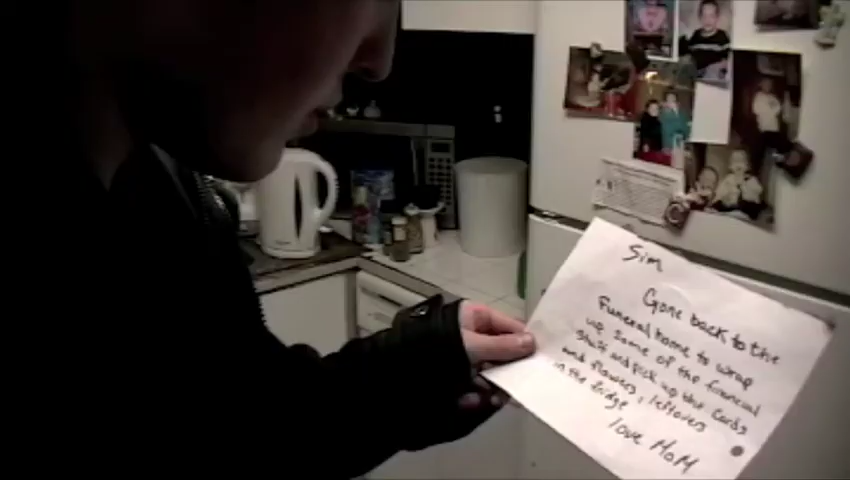 Sim
Gone back to the
Funeral home to wrap
up some of the financial
stuff and pick up the cards
and flowers, leftovers
in the fridge
love MoM